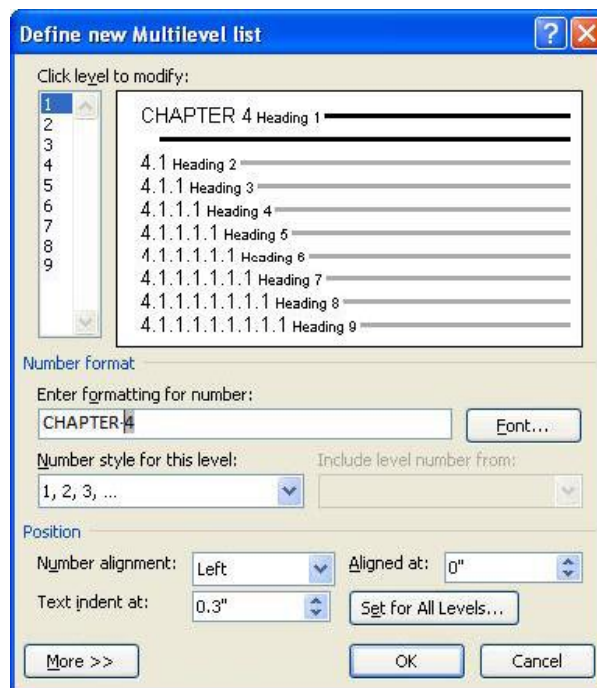 Define new Multilevel list
Click level to modify:
1
2
3
4
5
6
7
8
9
CHAPTER 4 Heading 1
4.1 Heading 2
4.1.1 Heading 3
4.1.1.1 Heading 4
4.1.1.1.1 Heading 5
4.1.1.1.1.1 Heading 6
4.1.1.1.1.1.1 Heading 7
4.1.1.1.1.1.1.1 Heading 8
4.1.1.1.1.1.1.1.1 Heading 9
Number format
Enter formatting for number:
CHAPTER-4
Font...
Number style for this level:
Include level number from:
1, 2, 3, ...
Position
Number alignment:
Left
Aligned at:
0"
Text indent at:
0.3"
Set for All Levels...
More >>
OK
Cancel